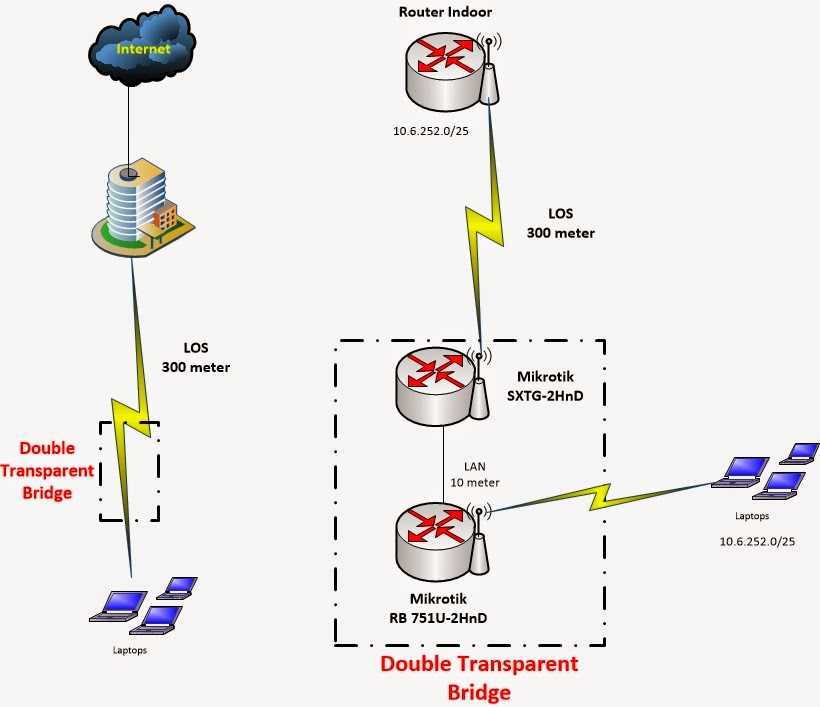 Internet
LOS
300 meter
Double
Transparent
Bridge
Laptops
Router Indoor
10.6.252.0/25
LOS
300 meter
Mikrotik
SXTG-2HnD
LAN
10 meter
Mikrotik
RB 751U-2HnD
Laptops
10.6.252.0/25
Double Transparent
Bridge